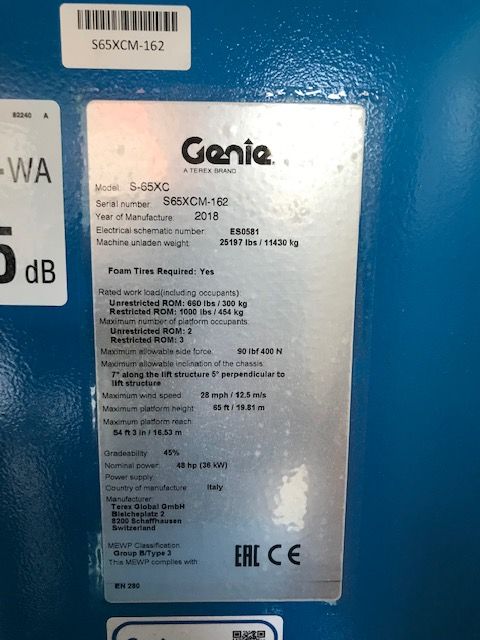 S65XCM-162
82240 A
-WA
5 dB
Genie
A TEREX BRAND
Model: S-65XC
Serial number: S65XCM-162
Year of Manufacture: 2018
Electrical schematic number: ES0581
Machine unladen weight: 25197 lbs / 11430 kg
Foam Tires Required: Yes
Rated work load(including occupants):
Unrestricted ROM: 660 lbs / 300 kg
Restricted ROM: 1000 lbs / 454 kg
Maximum number of platform occupants:
Unrestricted ROM: 2
Restricted ROM: 3
Maximum allowable side force: 90 lbf 400 N
Maximum allowable inclination of the chassis:
7° along the lift structure 5° perpendicular to
lift structure
Maximum wind speed: 28 mph / 12.5 m/s
Maximum platform height: 65 ft / 19.81 m
Maximum platform reach:
54 ft 3 in / 16.53 m
Gradeability: 45%
Nominal power: 48 hp (36 kW)
Power supply:
Country of manufacture: Italy
Manufacturer:
Terex Global GmbH
Bleicheplatz 2
8200 Schaffhausen
Switzerland
MEWP Classification
Group B/Type 3
This MEWP complies with:
EAC CE
EN 280